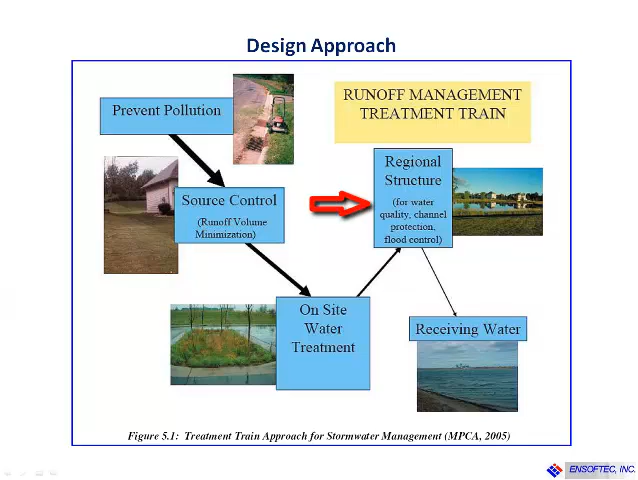 Design Approach
Prevent Pollution
RUNOFF MANAGEMENT
TREATMENT TRAIN
Regional
Structure
(for water
quality, channel
protection,
flood control)
Source Control
(Runoff Volume
Minimization)
On Site
Water
Treatment
Receiving Water
Figure 5.1: Treatment Train Approach for Stormwater Management (MPCA, 2005)
ENSOFTEC, INC.